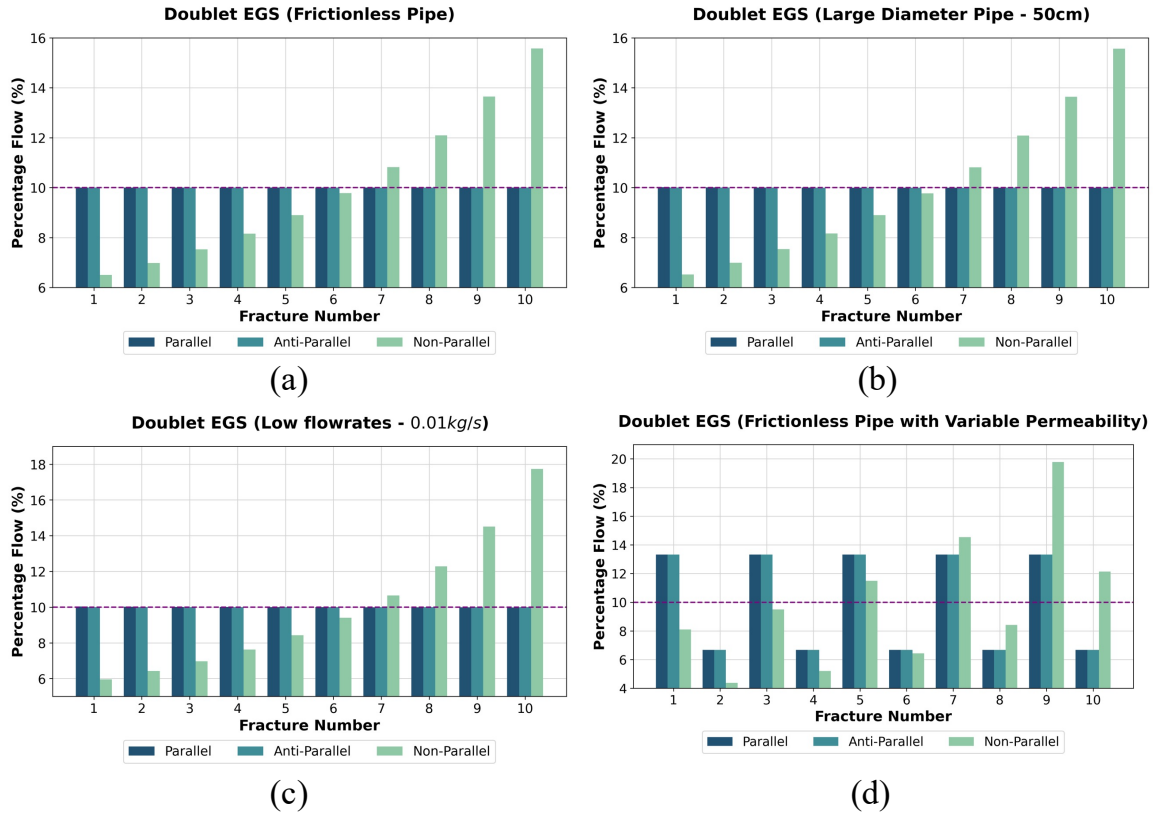 Doublet EGS (Frictionless Pipe)
Percentage Flow (%)
16
14
12
10
8
6
1 2 3 4 5 6 7 8 9 10
Fracture Number
Parallel Anti-Parallel Non-Parallel
(a)
Doublet EGS (Large Diameter Pipe - 50cm)
Percentage Flow (%)
16
14
12
10
8
6
1 2 3 4 5 6 7 8 9 10
Fracture Number
Parallel Anti-Parallel Non-Parallel
(b)
Doublet EGS (Low flowrates - 0.01kg/s)
Percentage Flow (%)
18
16
14
12
10
8
6
1 2 3 4 5 6 7 8 9 10
Fracture Number
Parallel Anti-Parallel Non-Parallel
(c)
Doublet EGS (Frictionless Pipe with Variable Permeability)
Percentage Flow (%)
20
18
16
14
12
10
8
6
4
1 2 3 4 5 6 7 8 9 10
Fracture Number
Parallel Anti-Parallel Non-Parallel
(d)